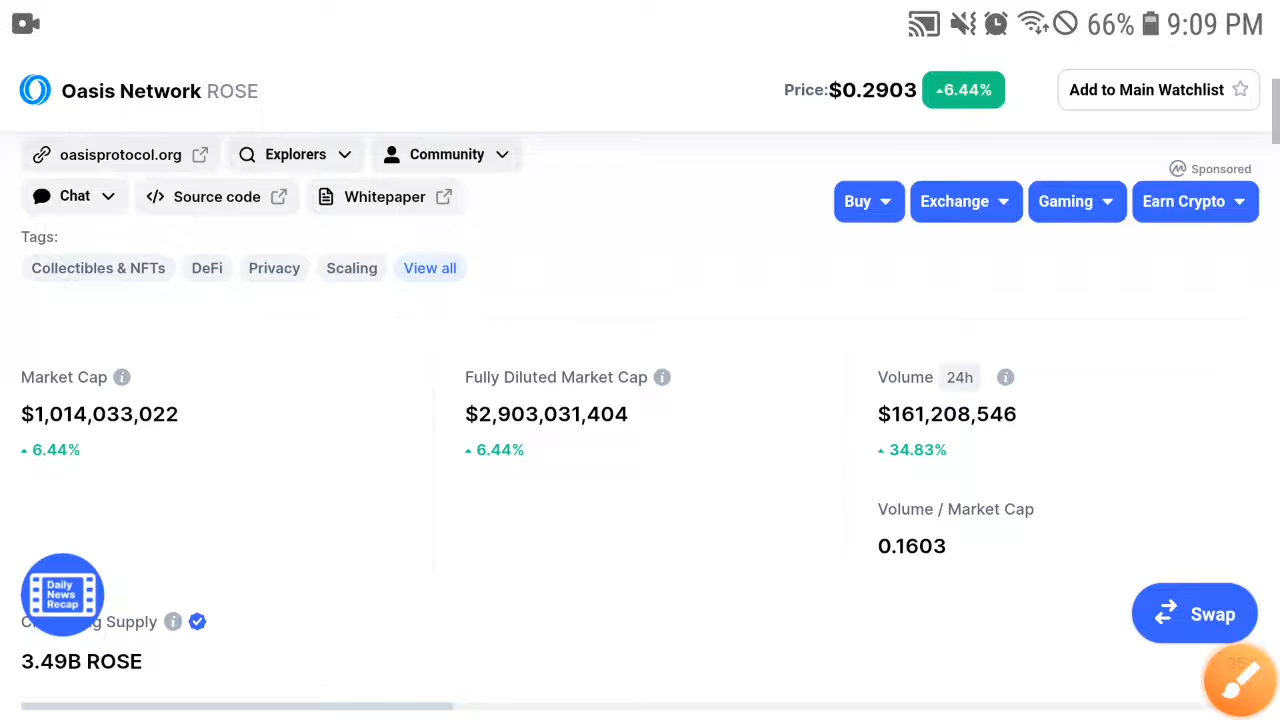 66% 9:09 PM
Oasis Network ROSE
Price:$0.2903 6.44% Add to Main Watchlist
oasisprotocol.org Explorers Community
Sponsored
Chat Source code Whitepaper
Buy Exchange Gaming Earn Crypto
Tags:
Collectibles & NFTs DeFi Privacy Scaling View all
Market Cap Fully Diluted Market Cap Volume 24h
$1,014,033,022 $2,903,031,404 $161,208,546
6.44% 6.44% 34.83%
Volume / Market Cap
0.1603
Daily
News
Recap
Supply
Swap
3.49B ROSE